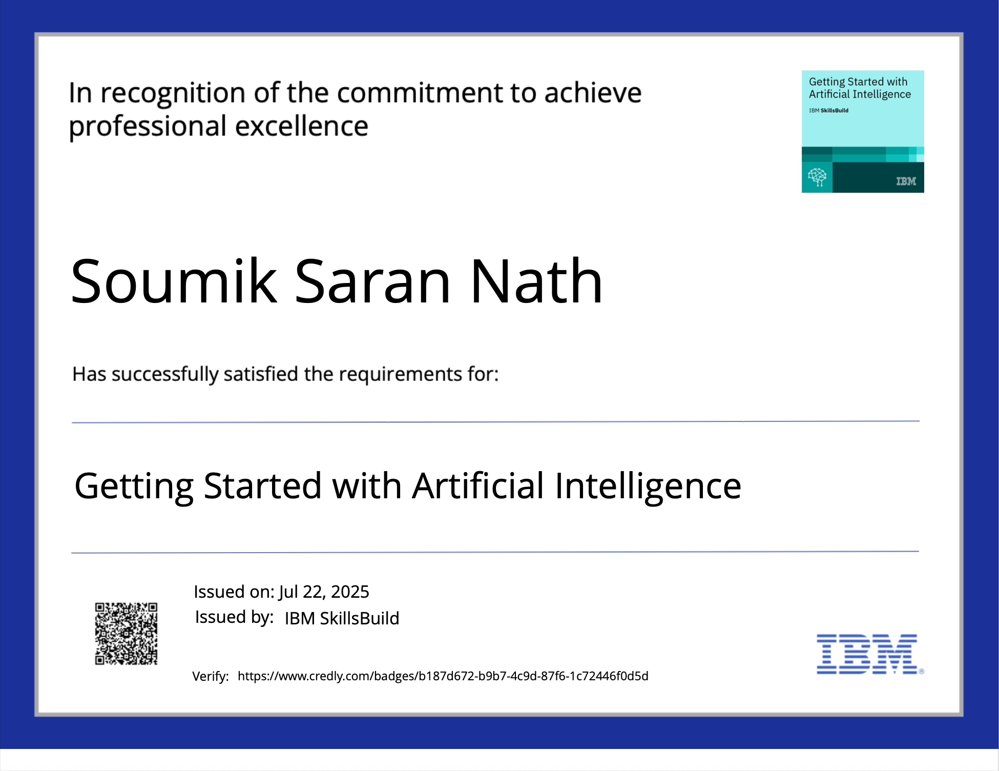 In recognition of the commitment to achieve
professional excellence
Getting Started with
Artificial Intelligence
IBM SkillsBuild
IBM
Soumik Saran Nath
Has successfully satisfied the requirements for:
Getting Started with Artificial Intelligence
Issued on: Jul 22, 2025
Issued by: IBM SkillsBuild
Verify: https://www.credly.com/badges/b187d672-b9b7-4c9d-87f6-1c72446f0d5d
IBM®